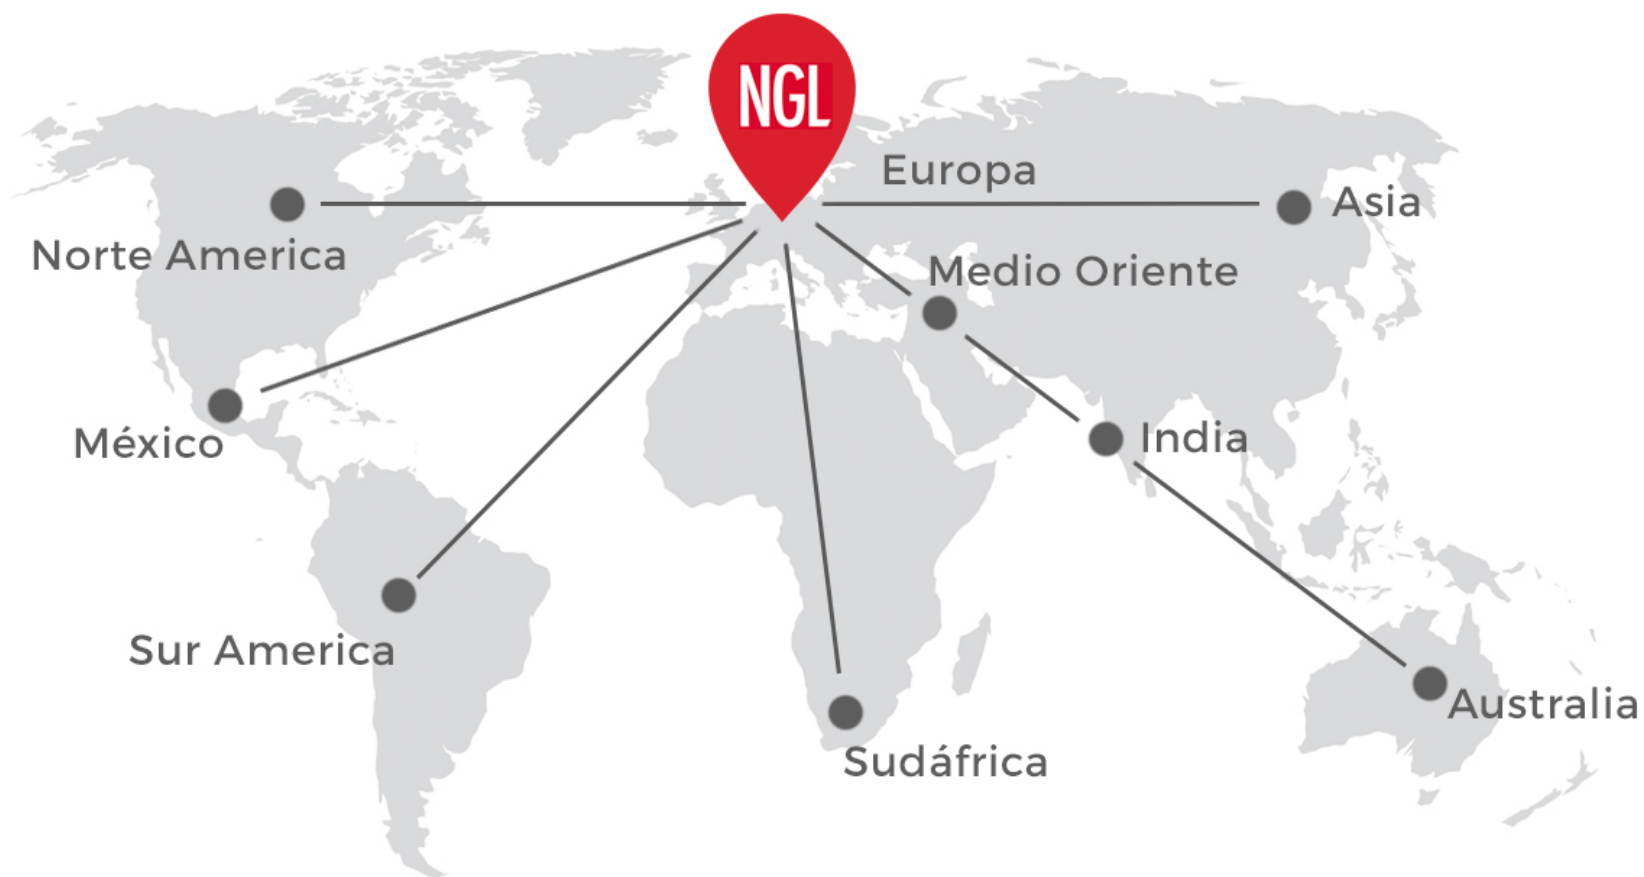 NGL
Europa
Asia
Norte America
Medio Oriente
México
India
Sur America
Australia
Sudáfrica